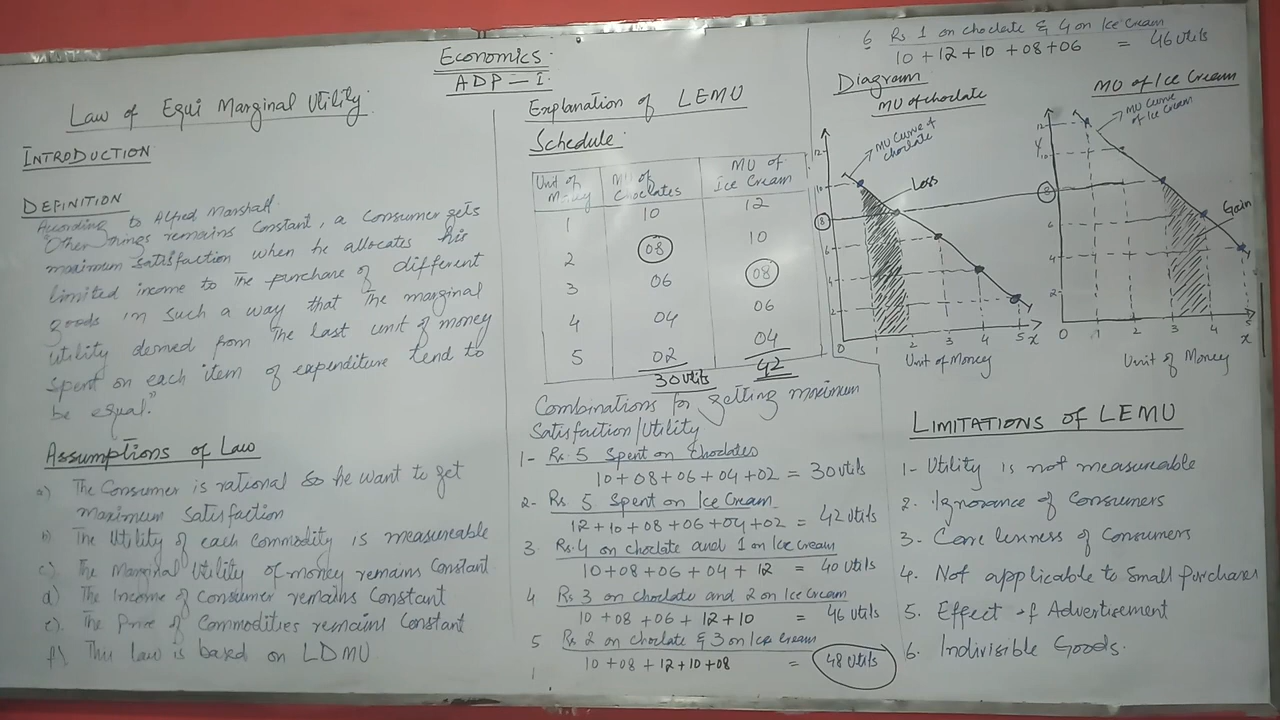 Economics
ADP - I
Law of Equi Marginal Utility
INTRODUCTION
DEFINITION
According to Alfred Marshall
"Other things remains Constant, a Consumer gets
maximum satisfaction when he allocates his
limited income to the purchase of different
goods in such a way that the marginal
utility derived from the last unit of money
spent on each item of expenditure tend to
be equal."
Assumptions of Law
a) The Consumer is rational so he want to get
maximum Satisfaction
b) The Utility of each Commodity is measureable
c) The Marginal Utility of money remains Constant
d) The Income of Consumer remains Constant
e) The Price of Commodities remains Constant
f) This law is based on LDMU
Explanation of LEMU
Schedule
Unit of Money MU of Choclates MU of Ice Cream
1 10 12
2 08 10
3 06 08
4 04 06
5 02 04
30 Utils 42
Combinations for getting maximum
Satisfaction/Utility
1- Rs. 5 Spent on Choclates
10 + 08 + 06 + 04 + 02 = 30 Utils
2- Rs 5 Spent on Ice Cream
12 + 10 + 08 + 06 + 04 + 02 = 42 Utils
3. Rs. 4 on choclate and 1 on Ice cream
10 + 08 + 06 + 04 + 12 = 40 Utils
4 Rs 3 on choclate and 2 on Ice Cream
10 + 08 + 06 + 12 + 10 = 46 Utils
5 Rs 2 on Choclate & 3 on Ice Cream
10 + 08 + 12 + 10 + 08 = 48 Utils
6 Rs 1 on choclate & 4 on Ice Cream
10 + 12 + 10 + 08 + 06 = 46 Utils
Diagram
MU of choclate
MU Curve of
choclate
Loss
12
10
8
6
4
2
0 1 2 3 4 5 x
Unit of Money
MU of Ice Cream
MU Curve
of Ice Cream
Gain
Y
12
10
8
6
4
2
0 1 2 3 4 5
x
Unit of Money
LIMITATIONS OF LEMU
1- Utility is not measureable
2. Ignorance of Consumers
3- Care lexness of Consumers
4. Not applicable to Small Purchases
5. Effect of Advertisement
6. Indivisible Goods.